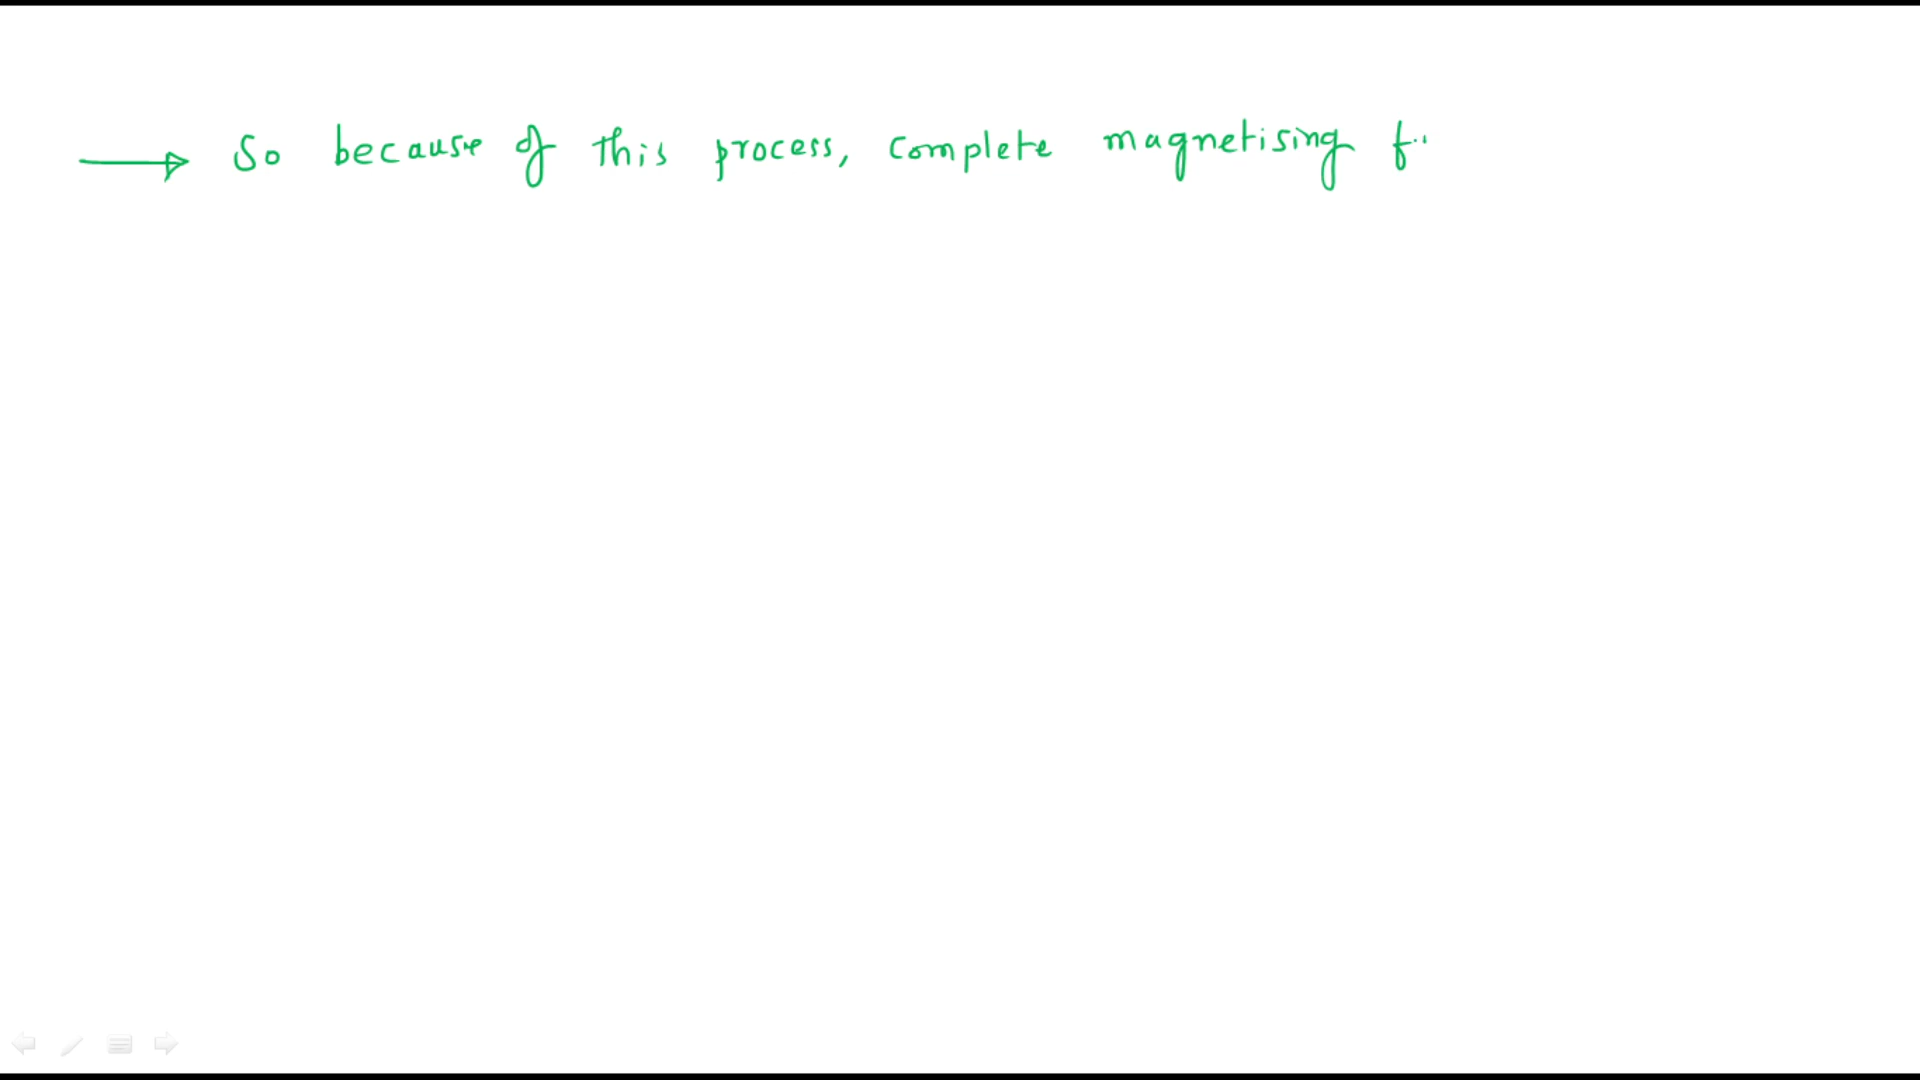 So because of this process, complete magnetising f